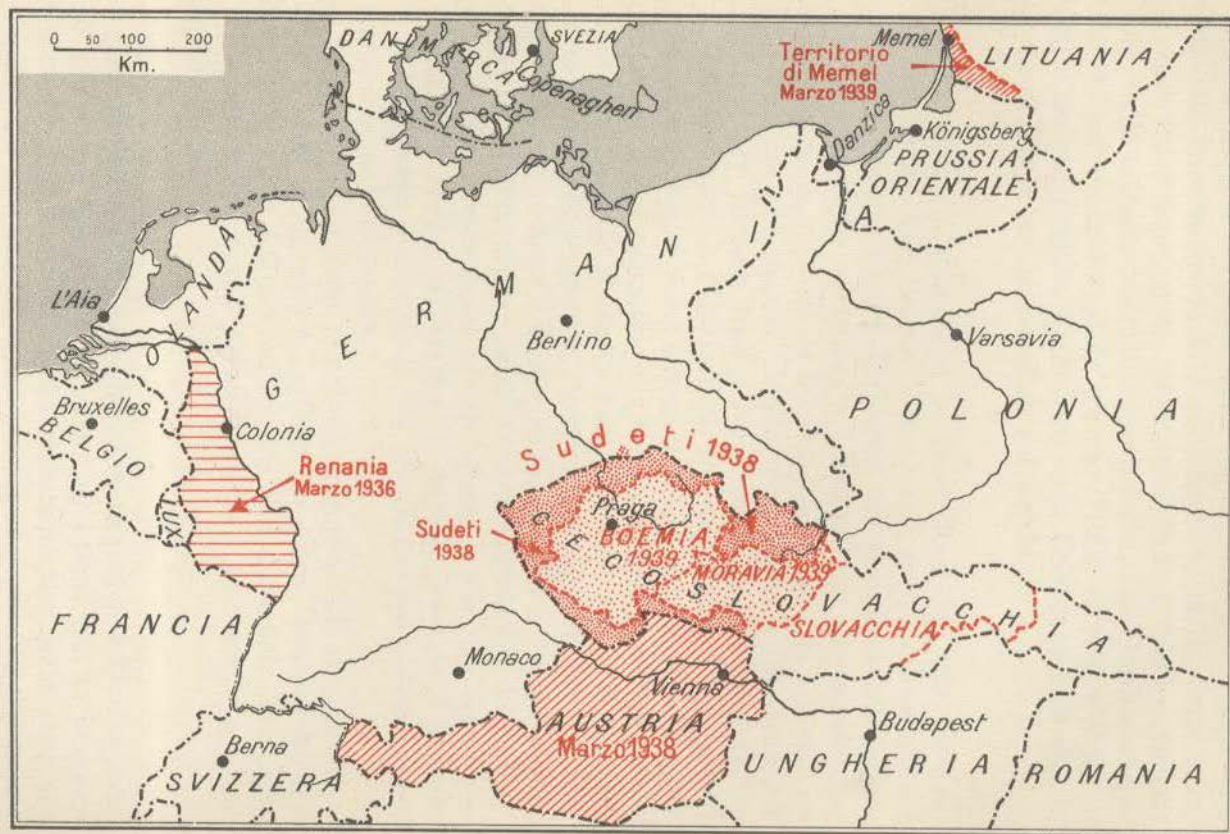 0 50 100 200
Km.
DANIMARCA
SVEZIA
Copenaghen
Memel
LITUANIA
Territorio
di Memel
Marzo 1939
Danzica
Königsberg
PRUSSIA
ORIENTALE
OLANDA
L'Aia
GERMANIA
Berlino
Varsavia
POLONIA
Bruxelles
BELGIO
Colonia
Renania
Marzo 1936
LUX.
Sudeti 1938
Sudeti
1938
Praga
BOEMIA
1939
MORAVIA 1939
CECOSLOVACCHIA
SLOVACCHIA
FRANCIA
Monaco
Vienna
AUSTRIA
Marzo 1938
Budapest
Berna
SVIZZERA
UNGHERIA
ROMANIA